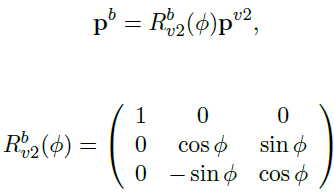 𝐩^b = R^b_{v2}(ϕ)𝐩^{v2},
R^b_{v2}(ϕ) = ( 1 0 0
0 cos ϕ sin ϕ
0 − sin ϕ cos ϕ )